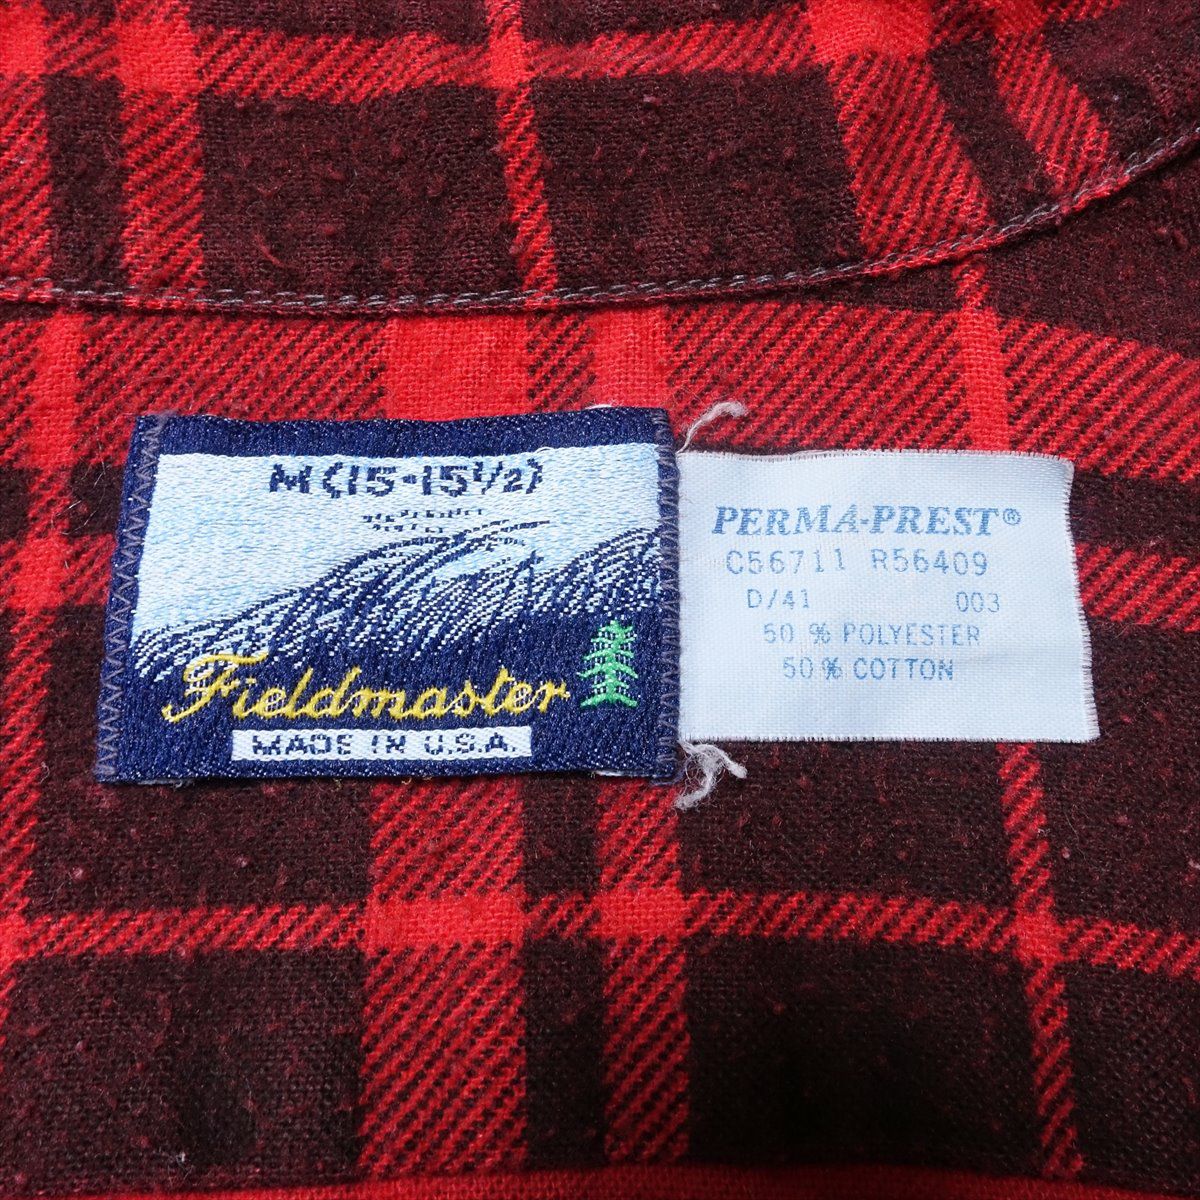 M(15-15½)
Fieldmaster
MADE IN U.S.A.
PERMA-PREST®
C56711 R56409
D/41 003
50 % POLYESTER
50% COTTON